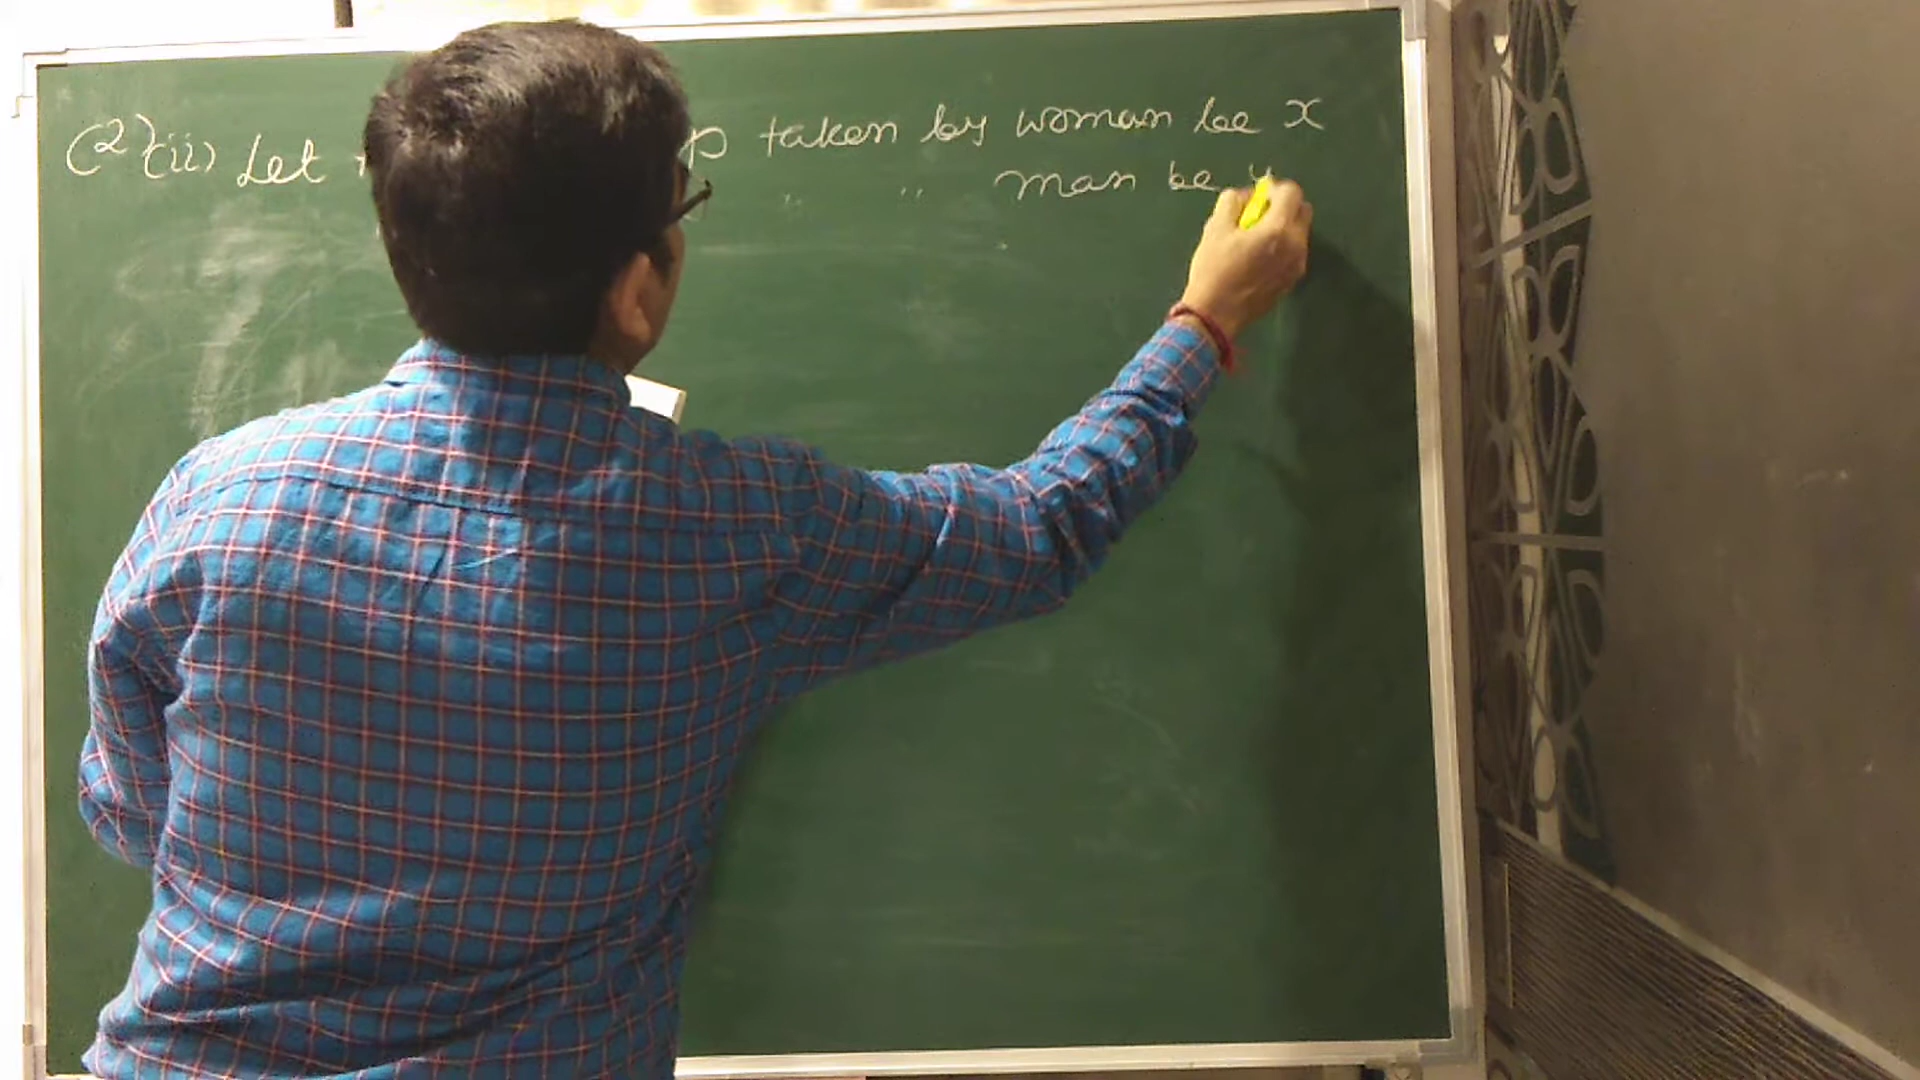 (2)(ii) Let taken by woman be x
" man be y